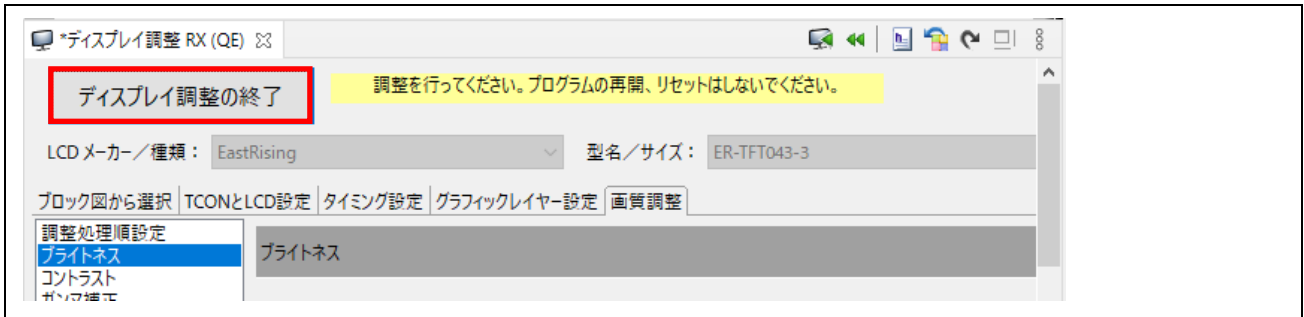 *ディスプレイ調整 RX (QE)
ディスプレイ調整の終了
調整を行ってください。プログラムの再開、リセットはしないでください。
LCD メーカー／種類： EastRising 型名／サイズ： ER-TFT043-3
ブロック図から選択 TCONとLCD設定 タイミング設定 グラフィックレイヤー設定 画質調整
調整処理順設定
ブライトネス
ブライトネス
コントラスト
ガンマ補正